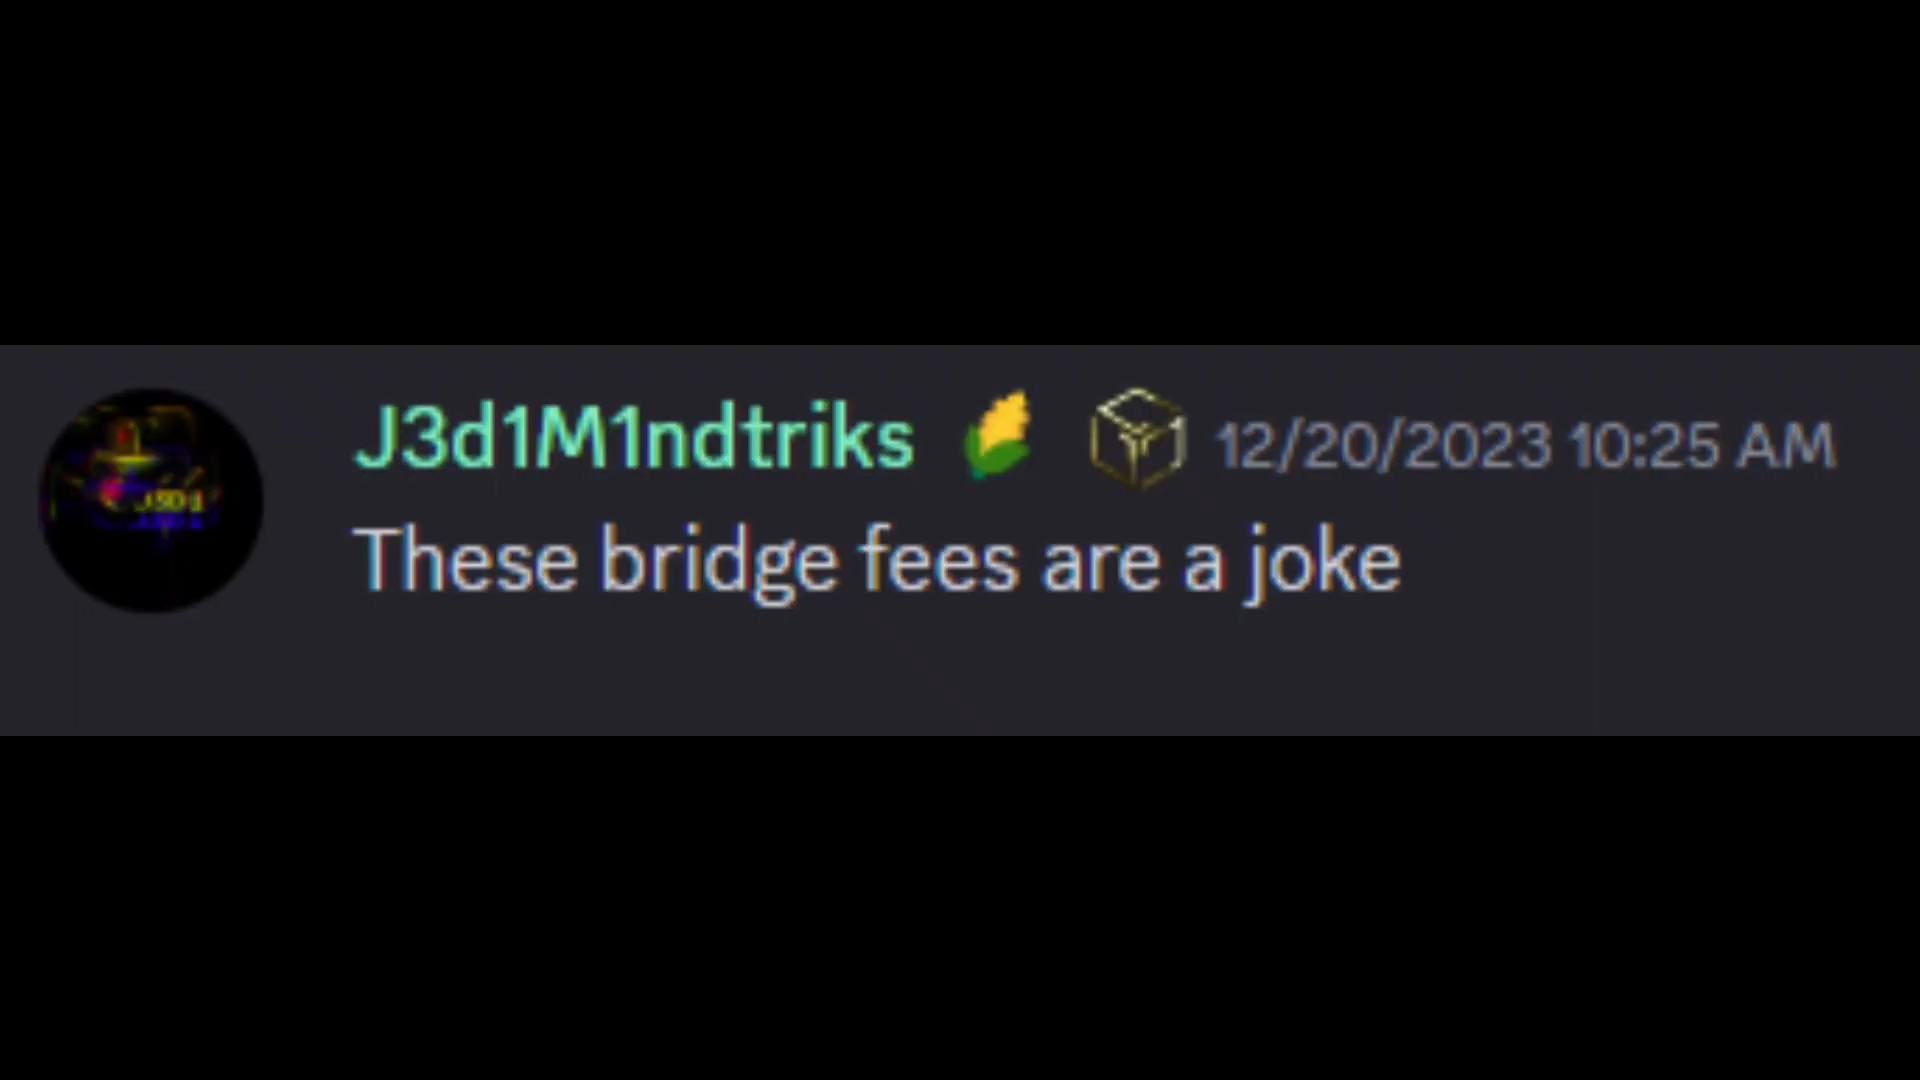 J3d1M1ndtriks 🌽 12/20/2023 10:25 AM
These bridge fees are a joke